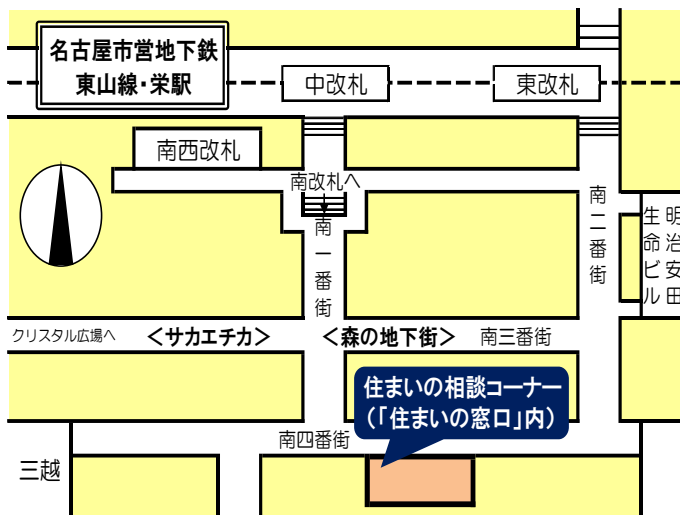 名古屋市営地下鉄
東山線・栄駅
中改札
東改札
南西改札
南改札へ
南一番街
南二番街
明治安田
生命ビル
クリスタル広場へ
＜サカエチカ＞
＜森の地下街＞
南三番街
住まいの相談コーナー
（「住まいの窓口」内）
南四番街
三越